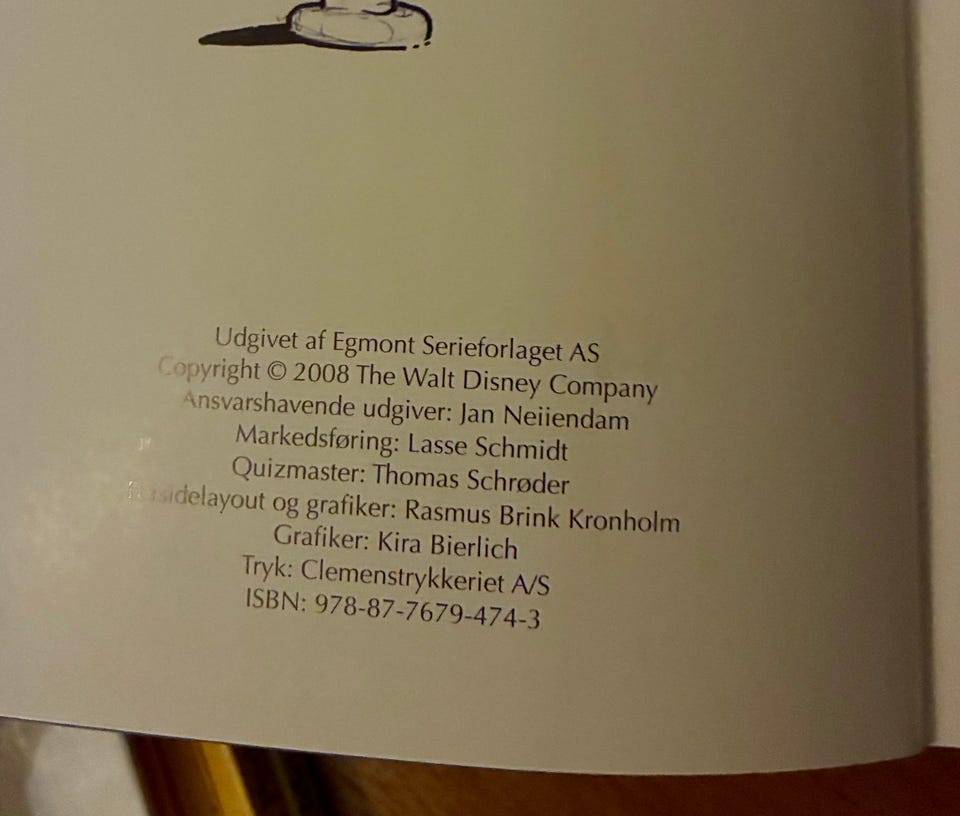 Udgivet af Egmont Serieforlaget AS
Copyright © 2008 The Walt Disney Company
Ansvarshavende udgiver: Jan Neiiendam
Markedsføring: Lasse Schmidt
Quizmaster: Thomas Schrøder
og grafiker: Rasmus Brink Kronholm
Grafiker: Kira Bierlich
Tryk: Clemenstrykkeriet A/S
ISBN: 978-87-7679-474-3